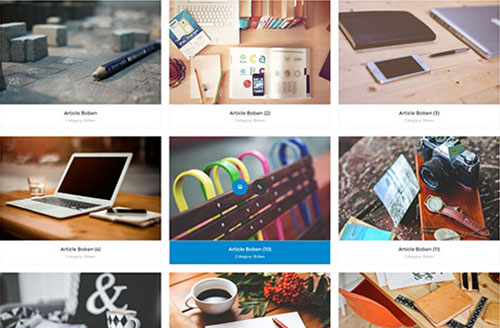 Article Boben
Category: Boben
Article Boben (2)
Category: Boben
Article Boben (3)
Category: Boben
Article Boben (4)
Category: Boben
Article Boben (10)
Category: Boben
Article Boben (11)
Category: Boben
&